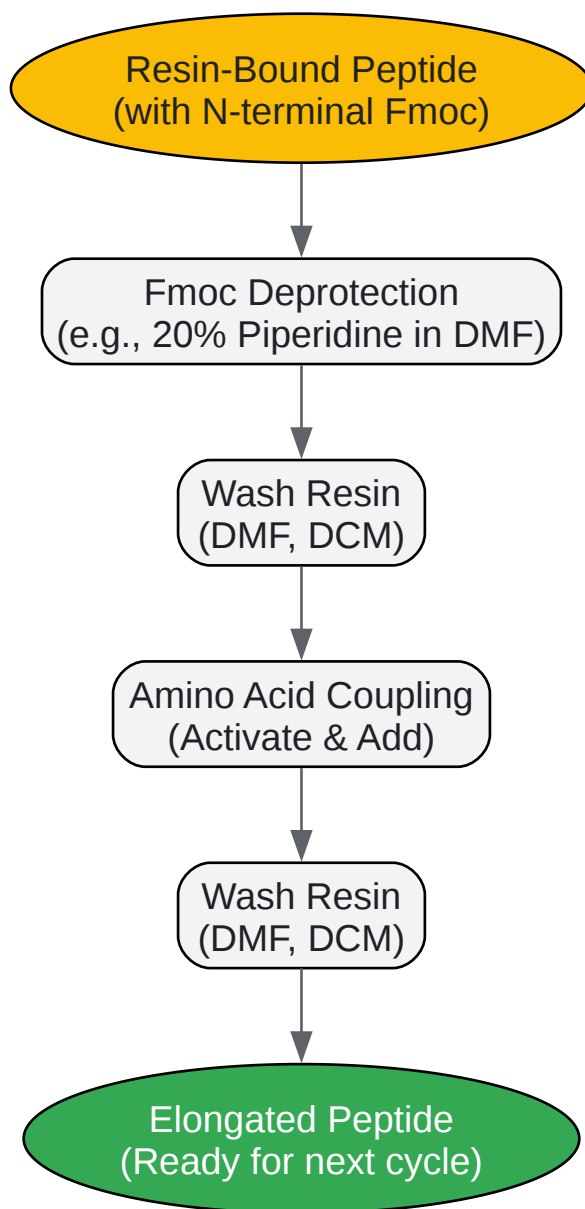 Resin-Bound Peptide
(with N-terminal Fmoc)
Fmoc Deprotection
(e.g., 20% Piperidine in DMF)
Wash Resin
(DMF, DCM)
Amino Acid Coupling
(Activate & Add)
Wash Resin
(DMF, DCM)
Elongated Peptide
(Ready for next cycle)